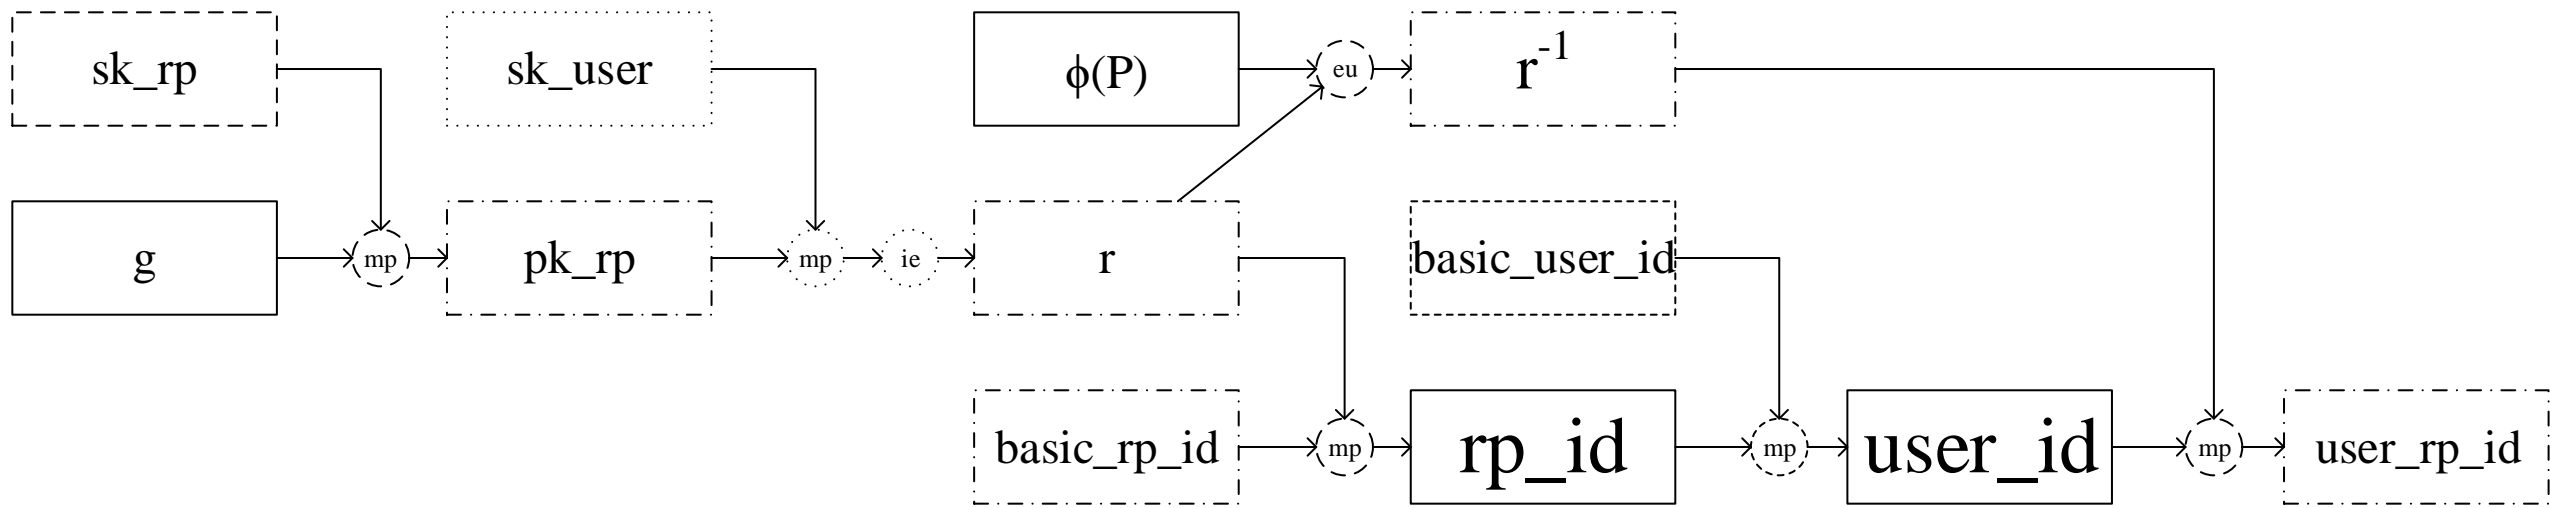 sk_rp
sk_user
ϕ(P)
eu
r⁻¹
g
mp
pk_rp
mp
ie
r
basic_user_id
basic_rp_id
mp
rp_id
mp
user_id
mp
user_rp_id